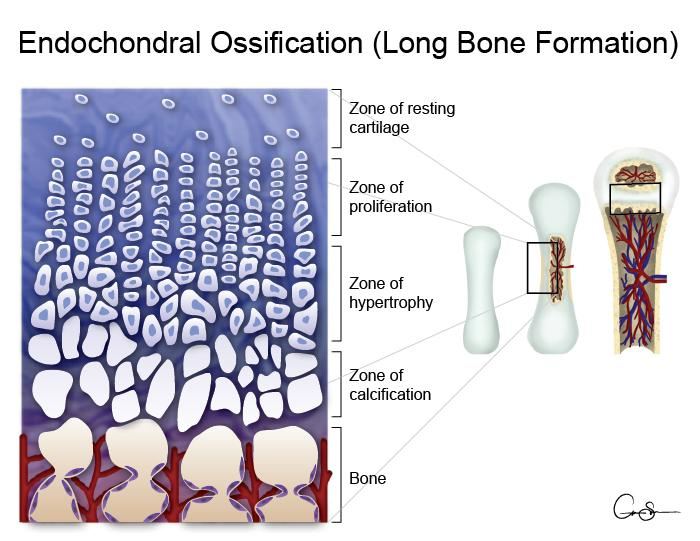 Endochondral Ossification (Long Bone Formation)
Zone of resting
cartilage
Zone of
proliferation
Zone of
hypertrophy
Zone of
calcification
Bone